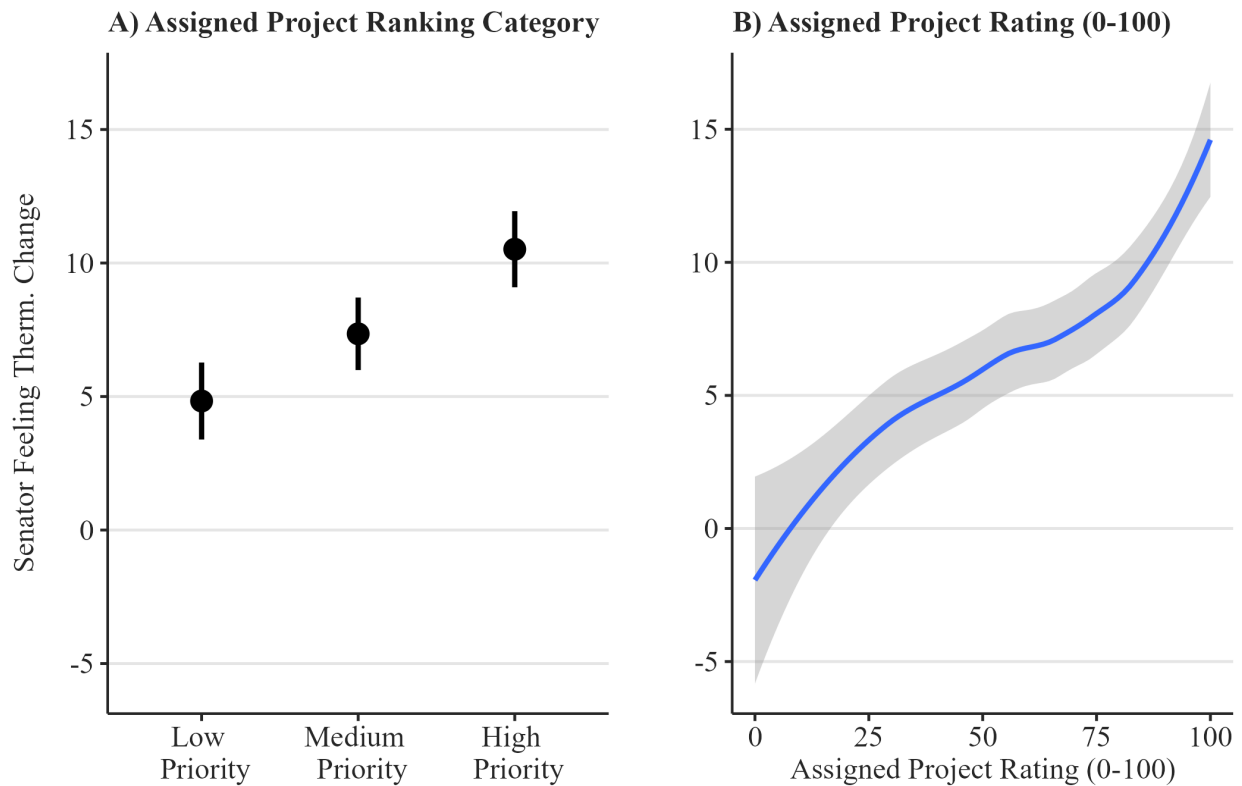 A) Assigned Project Ranking Category
Senator Feeling Therm. Change
15
10
5
0
-5
Low
Priority
Medium
Priority
High
Priority
B) Assigned Project Rating (0-100)
15
10
5
0
-5
0 25 50 75 100
Assigned Project Rating (0-100)